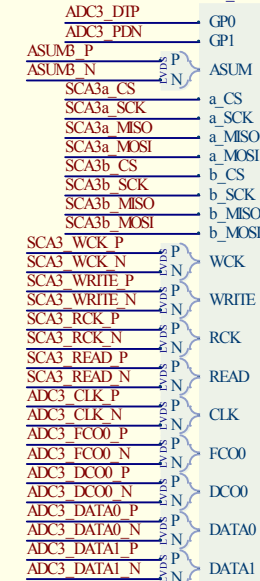 ADC3_DTP GP0
ADC3_PDN GP1
ASUM3_P P
ASUM3_N LVDS N ASUM
SCA3a_CS a_CS
SCA3a_SCK a_SCK
SCA3a_MISO a_MISO
SCA3a_MOSI a_MOSI
SCA3b_CS b_CS
SCA3b_SCK b_SCK
SCA3b_MISO b_MISO
SCA3b_MOSI b_MOSI
SCA3_WCK_P P
SCA3_WCK_N LVDS N WCK
SCA3_WRITE_P P
SCA3_WRITE_N LVDS N WRITE
SCA3_RCK_P P
SCA3_RCK_N LVDS N RCK
SCA3_READ_P P
SCA3_READ_N LVDS N READ
ADC3_CLK_P P
ADC3_CLK_N LVDS N CLK
ADC3_FCO0_P P
ADC3_FCO0_N LVDS N FCO0
ADC3_DCO0_P P
ADC3_DCO0_N LVDS N DCO0
ADC3_DATA0_P P
ADC3_DATA0_N LVDS N DATA0
ADC3_DATA1_P P
ADC3_DATA1_N LVDS N DATA1